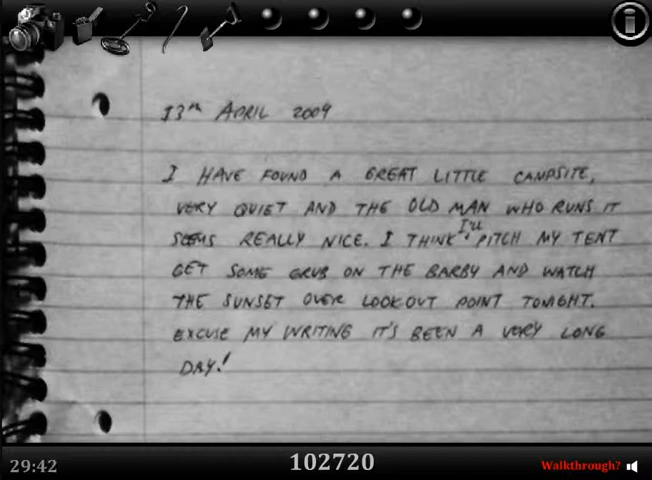 13th APRIL 2009
I HAVE FOUND A GREAT LITTLE CAMPSITE,
VERY QUIET AND THE OLD MAN WHO RUNS IT
SEEMS REALLY NICE. I THINK I'LL PITCH MY TENT
GET SOME GRUB ON THE BARBY AND WATCH
THE SUNSET OVER LOOKOUT POINT TONIGHT.
EXCUSE MY WRITING IT'S BEEN A VERY LONG
DAY!
29:42
102720
Walkthrough?